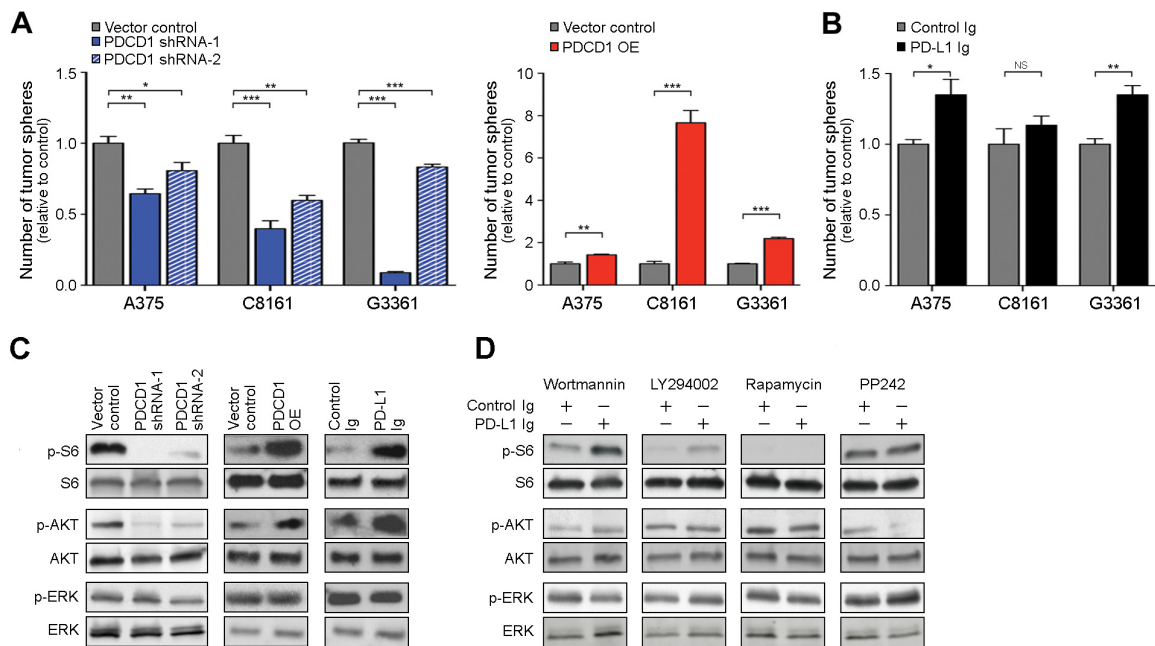 A
Vector control
PDCD1 shRNA-1
PDCD1 shRNA-2
Number of tumor spheres
(relative to control)
1.5
1.0
0.5
0.0
* ** ** *** *** ***
A375 C8161 G3361
Vector control
PDCD1 OE
Number of tumor spheres
(relative to control)
10
8
6
4
2
0
** *** ***
A375 C8161 G3361
B
Control Ig
PD-L1 Ig
Number of tumor spheres
(relative to control)
1.5
1.0
0.5
0.0
* NS **
A375 C8161 G3361
C
Vector
control
PDCD1
shRNA-1
PDCD1
shRNA-2
Vector
control
PDCD1
OE
Control
Ig
PD-L1
Ig
p-S6
S6
p-AKT
AKT
p-ERK
ERK
D
Wortmannin LY294002 Rapamycin PP242
Control Ig + – + – + – + –
PD-L1 Ig – + – + – + – +
p-S6
S6
p-AKT
AKT
p-ERK
ERK